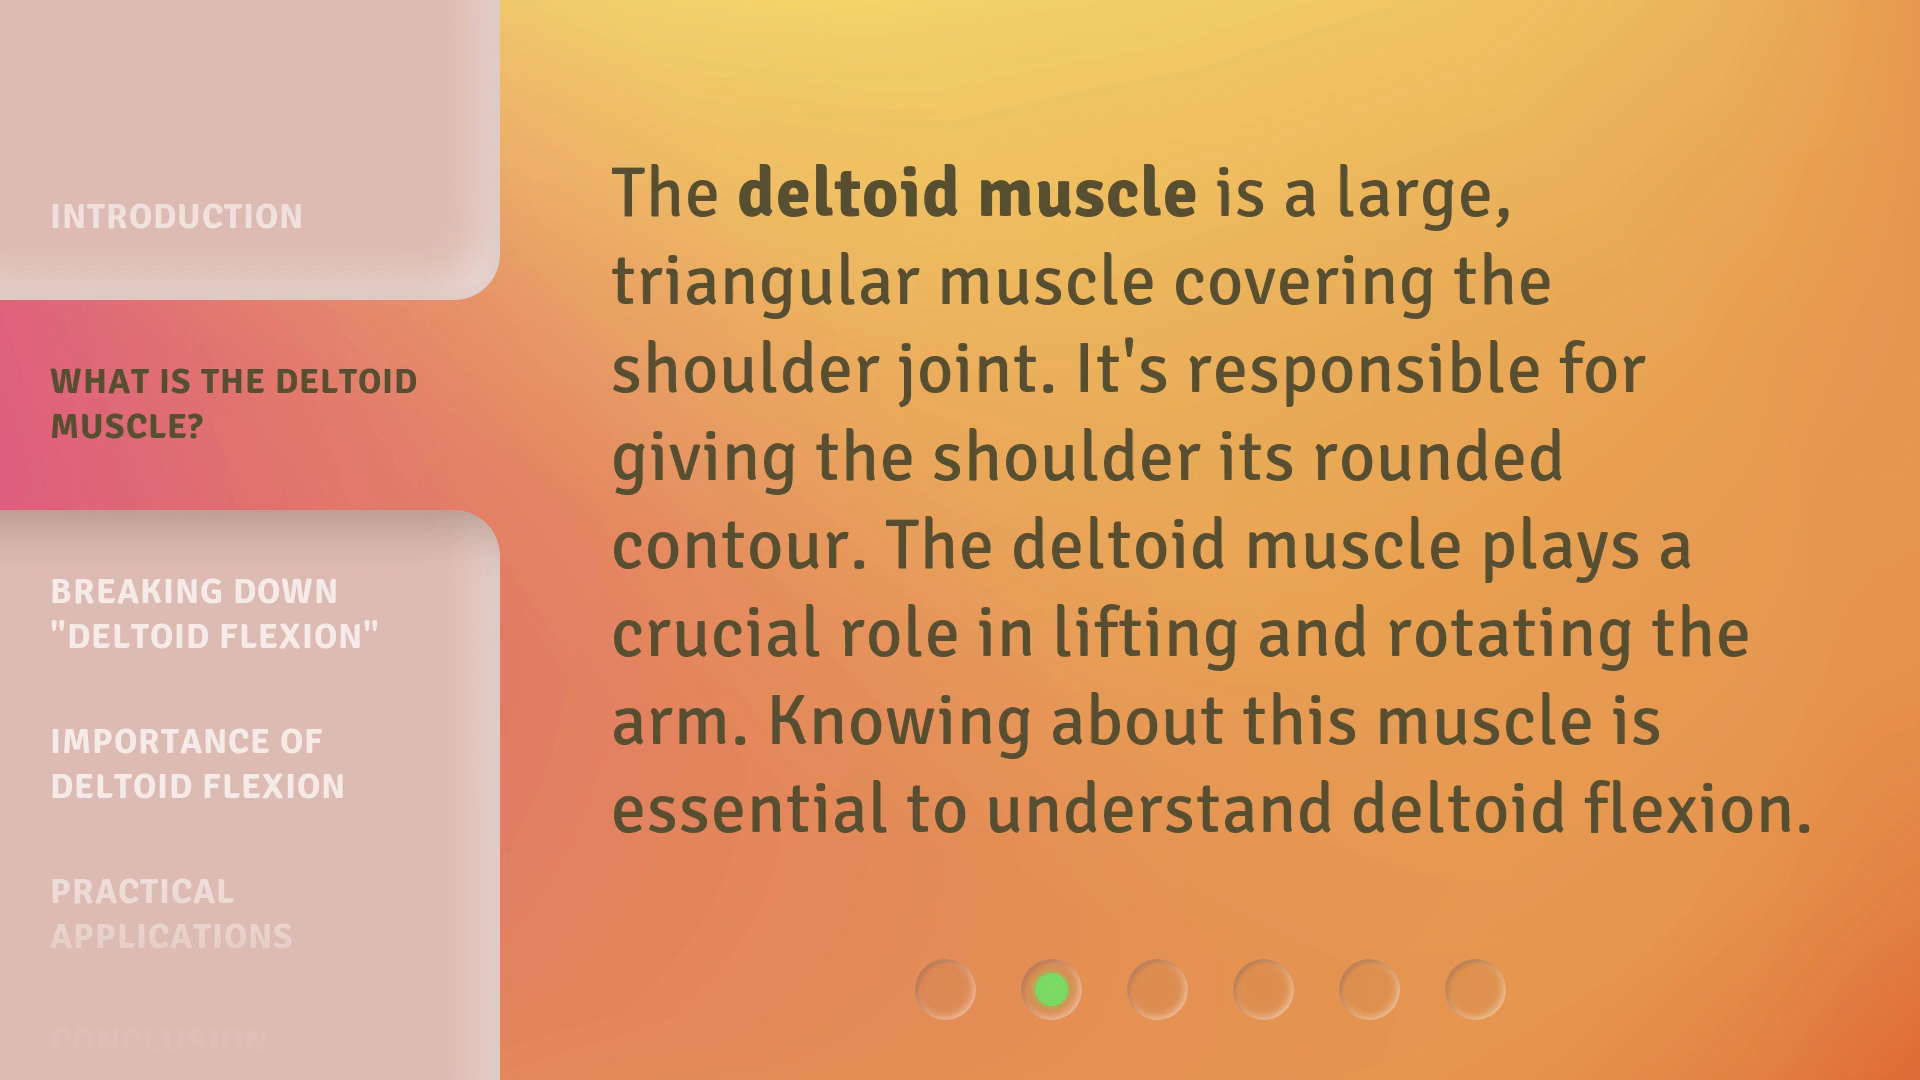 INTRODUCTION
WHAT IS THE DELTOID
MUSCLE?
BREAKING DOWN
"DELTOID FLEXION"
IMPORTANCE OF
DELTOID FLEXION
PRACTICAL
APPLICATIONS
CONCLUSION
The deltoid muscle is a large,
triangular muscle covering the
shoulder joint. It's responsible for
giving the shoulder its rounded
contour. The deltoid muscle plays a
crucial role in lifting and rotating the
arm. Knowing about this muscle is
essential to understand deltoid flexion.